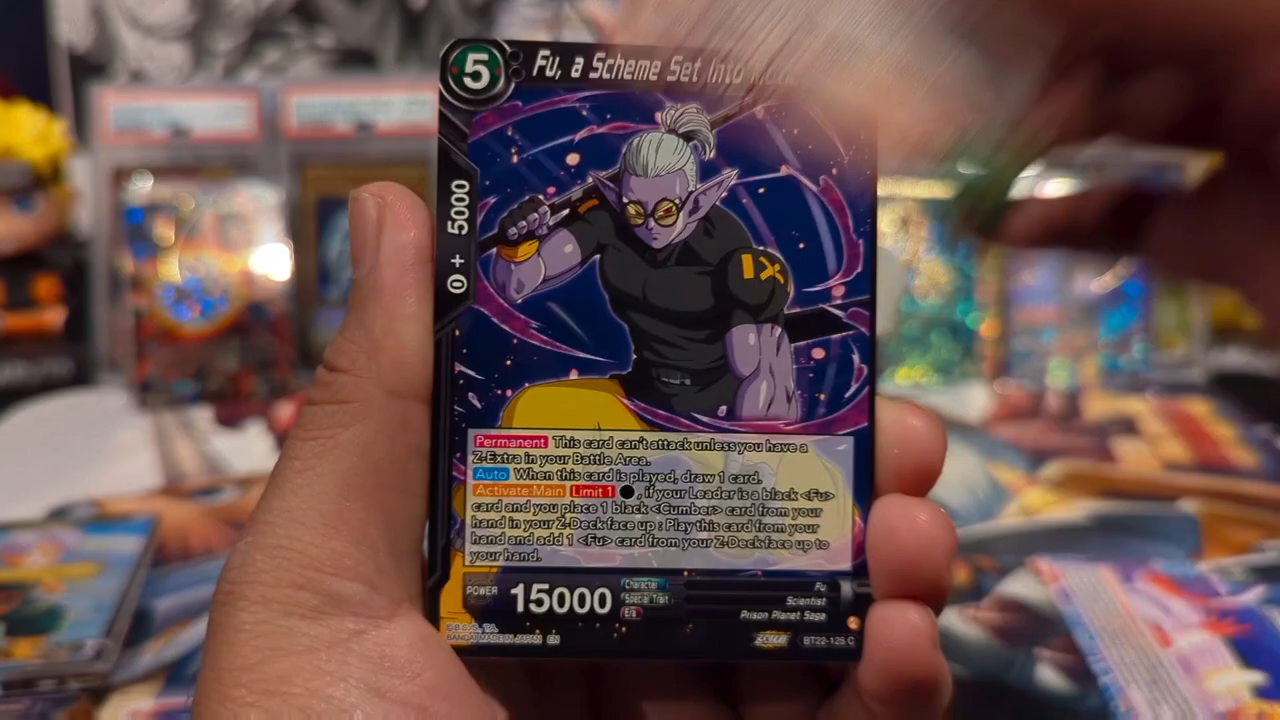 5
Fu, a Scheme Set Into
0 + 5000
IX
Permanent This card can't attack unless you have a
Z-Extra in your Battle Area.
Auto When this card is played, draw 1 card.
Activate:Main Limit 1 , if your Leader is a black <Fu>
card and you place 1 black <Cumber> card from your
hand in your Z-Deck face up : Play this card from your
hand and add 1 <Fu> card from your Z-Deck face up to
your hand.
POWER 15000
Character Fu
Special Trait Scientist
Era Prison Planet Saga
BANDAI MADE IN JAPAN EN
BT22-125 C